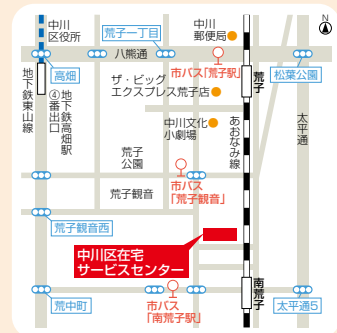 中川
区役所
荒子一丁目
中川
郵便局
N
八熊通
高畑
市バス「荒子駅」
松葉公園
地下鉄東山線
地下鉄高畑駅
④番出口
ザ・ビッグ
エクスプレス荒子店
荒子
中川文化
小劇場
あおなみ線
太平通
荒子
公園
市バス
「荒子観音」
荒子観音
荒子観音西
中川区在宅
サービスセンター
荒中町
市バス
「南荒子駅」
南荒子
太平通5